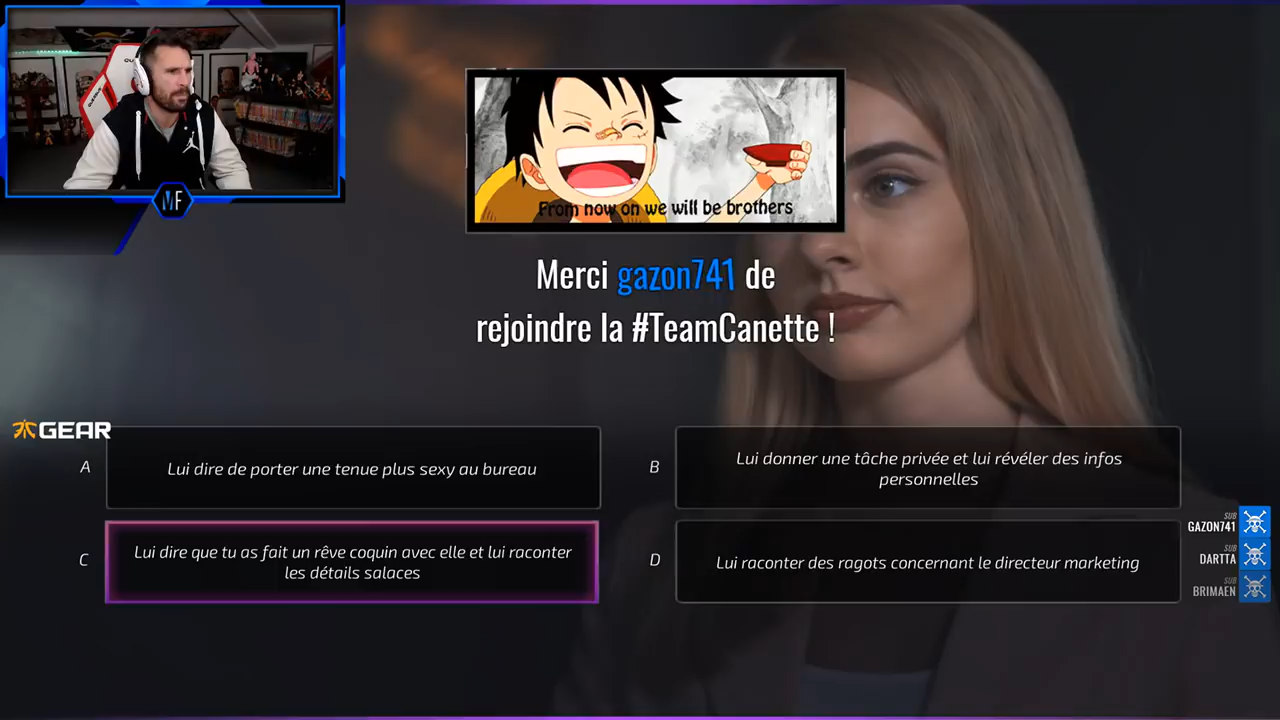 From now on we will be brothers
MF
Merci gazon741 de
rejoindre la #TeamCanette !
GEAR
A
Lui dire de porter une tenue plus sexy au bureau
B
Lui donner une tâche privée et lui révéler des infos
personnelles
C
Lui dire que tu as fait un rêve coquin avec elle et lui raconter
les détails salaces
D
Lui raconter des ragots concernant le directeur marketing
SUB
GAZON741
SUB
DARTTA
SUB
BRIMAEN